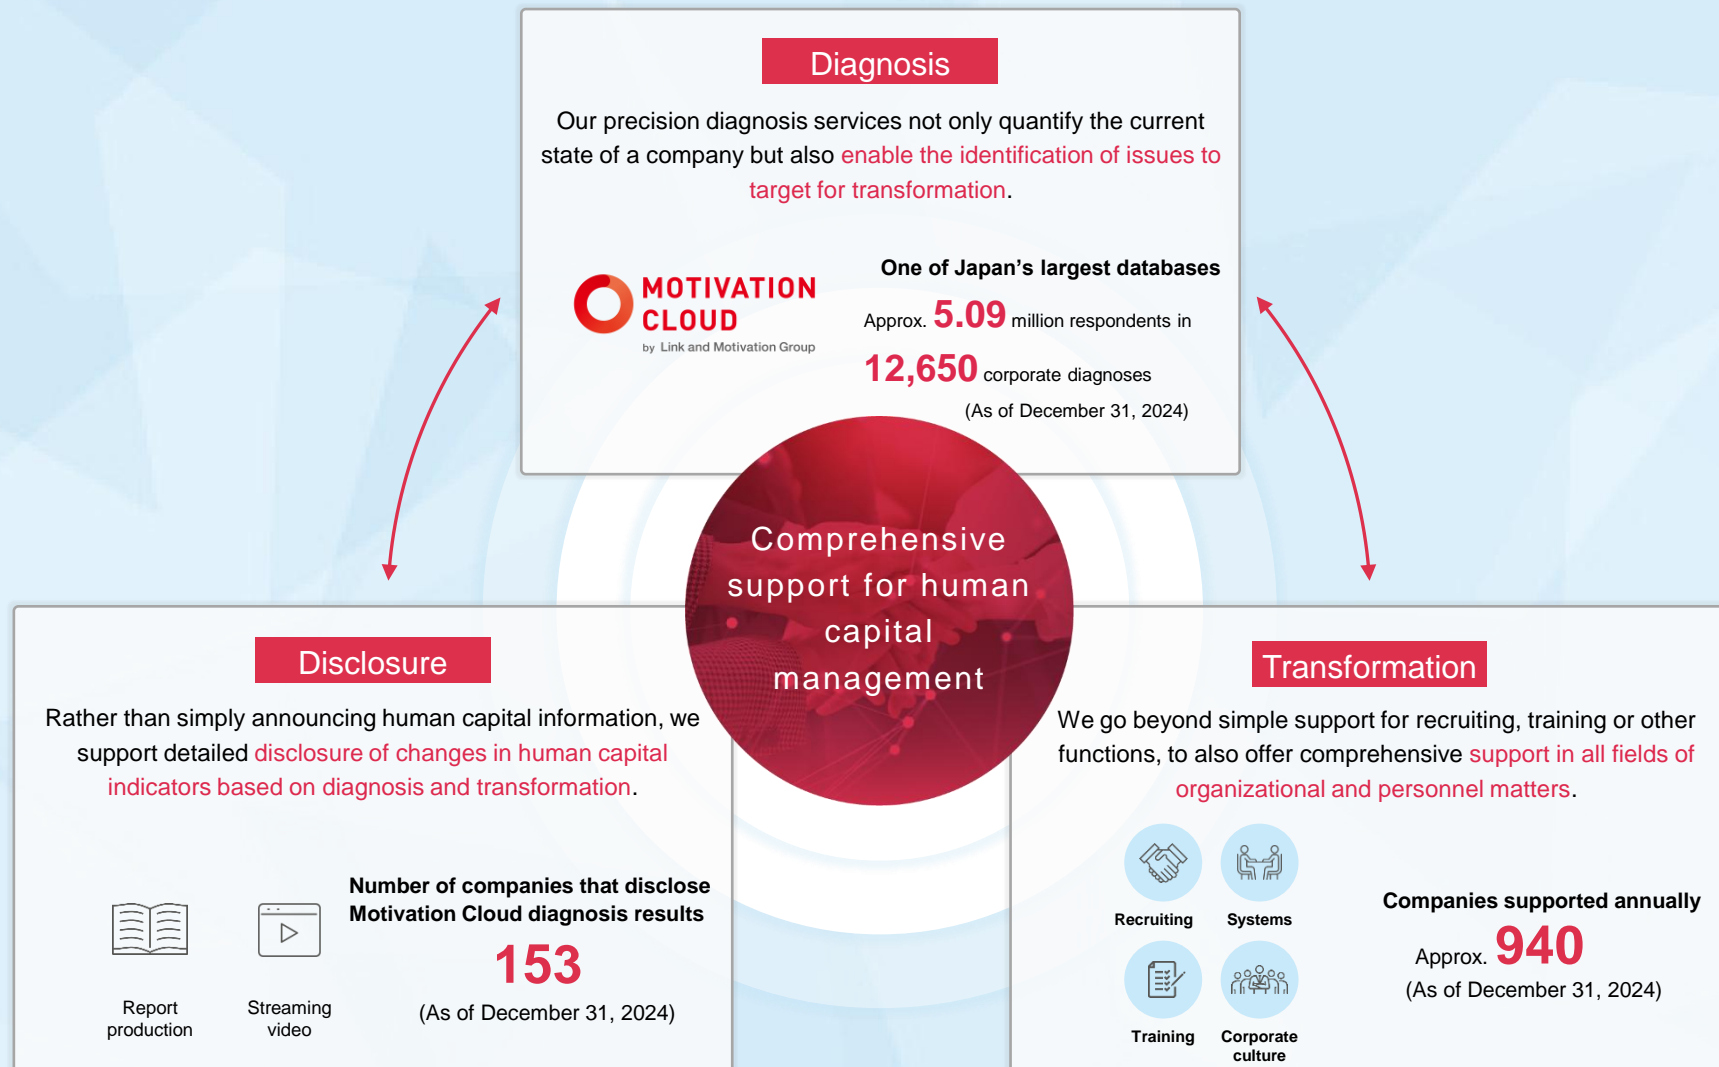 Diagnosis
Our precision diagnosis services not only quantify the current
state of a company but also enable the identification of issues to
target for transformation.
MOTIVATION
CLOUD
by Link and Motivation Group
One of Japan’s largest databases
Approx. 5.09 million respondents in
12,650 corporate diagnoses
(As of December 31, 2024)
Comprehensive
support for human
capital
management
Disclosure
Rather than simply announcing human capital information, we
support detailed disclosure of changes in human capital
indicators based on diagnosis and transformation.
Report
production
Streaming
video
Number of companies that disclose
Motivation Cloud diagnosis results
153
(As of December 31, 2024)
Transformation
We go beyond simple support for recruiting, training or other
functions, to also offer comprehensive support in all fields of
organizational and personnel matters.
Recruiting
Systems
Training
Corporate
culture
Companies supported annually
Approx. 940
(As of December 31, 2024)